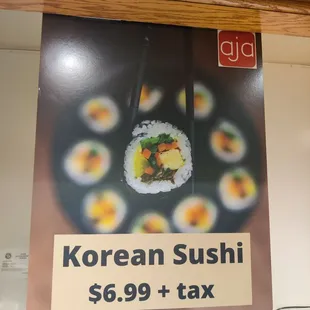 aja
Korean Sushi
$6.99 + tax